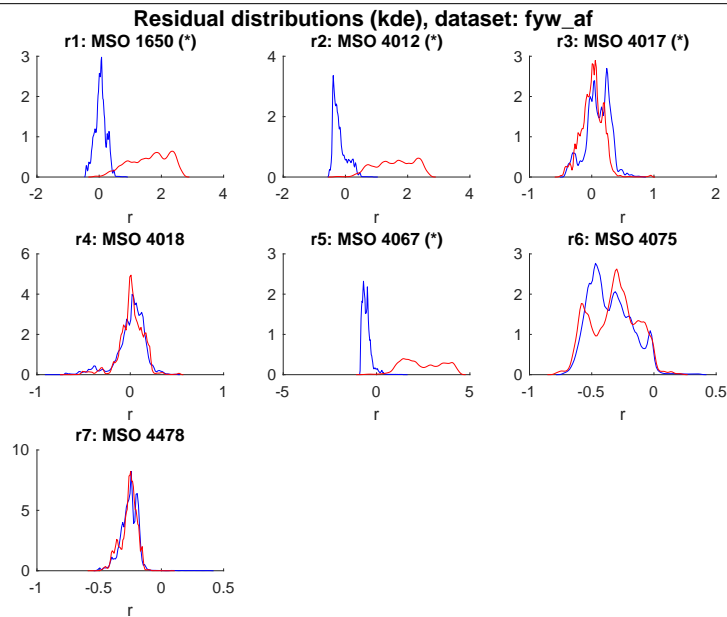 Residual distributions (kde), dataset: fyw_af
r1: MSO 1650 (*)
r2: MSO 4012 (*)
r3: MSO 4017 (*)
3
2
1
0
-2 0 2 4
r
4
3
2
1
0
-2 0 2 4
r
3
2
1
0
-1 0 1 2
r
r4: MSO 4018
r5: MSO 4067 (*)
r6: MSO 4075
6
4
2
0
-1 0 1
r
3
2
1
0
-5 0 5
r
3
2
1
0
-1 -0.5 0 0.5
r
r7: MSO 4478
10
5
0
-1 -0.5 0 0.5
r